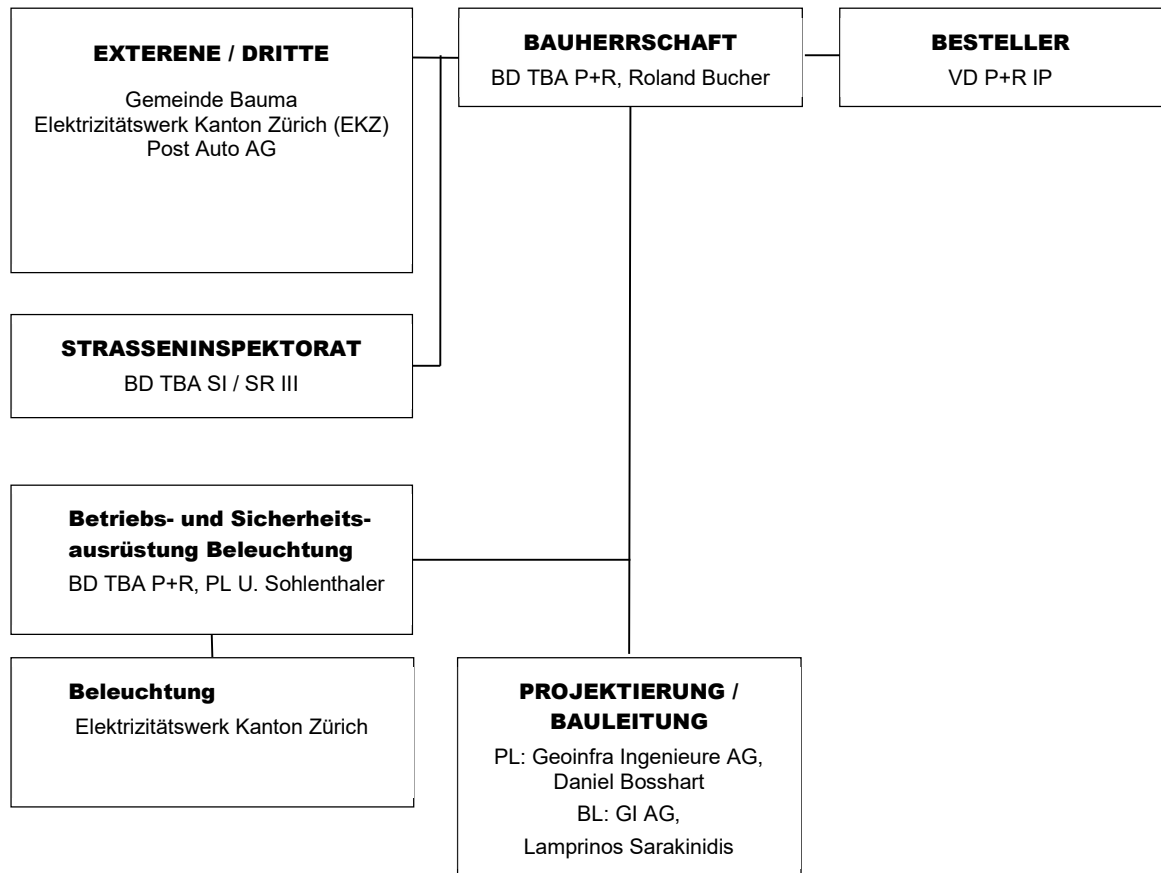 EXTERENE / DRITTE
Gemeinde Bauma
Elektrizitätswerk Kanton Zürich (EKZ)
Post Auto AG
BAUHERRSCHAFT
BD TBA P+R, Roland Bucher
BESTELLER
VD P+R IP
STRASSENINSPEKTORAT
BD TBA SI / SR III
Betriebs- und Sicherheits-
ausrüstung Beleuchtung
BD TBA P+R, PL U. Sohlenthaler
Beleuchtung
Elektrizitätswerk Kanton Zürich
PROJEKTIERUNG /
BAULEITUNG
PL: Geoinfra Ingenieure AG,
Daniel Bosshart
BL: GI AG,
Lamprinos Sarakinidis